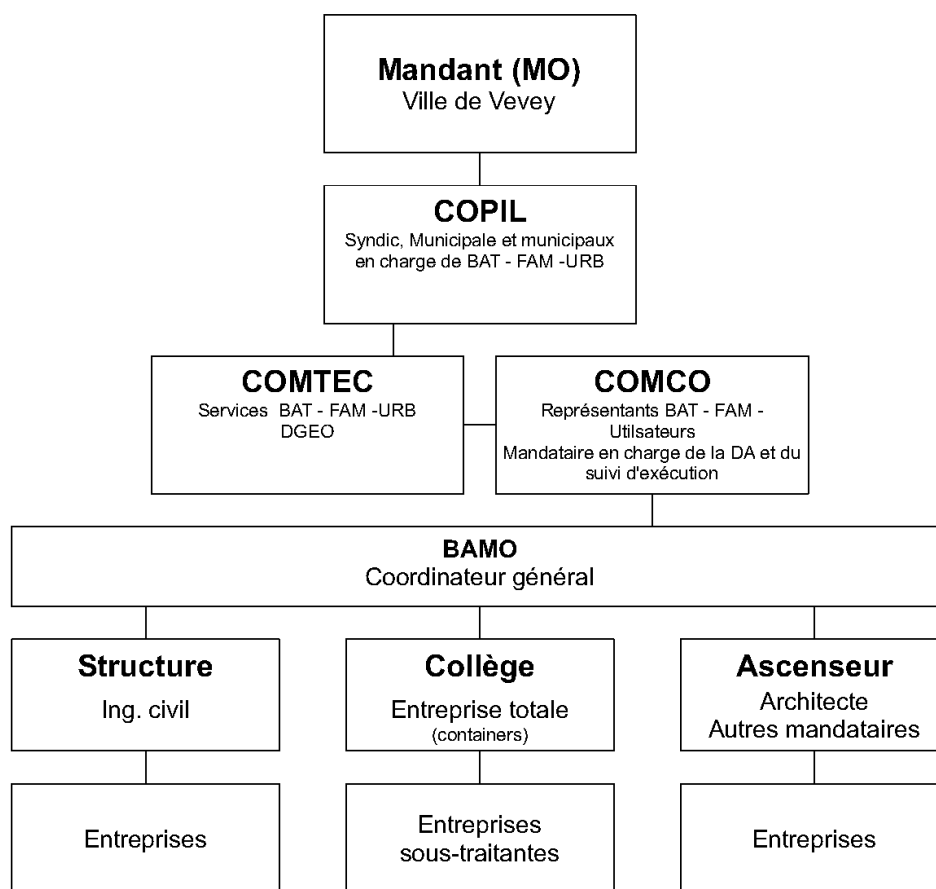 Mandant (MO)
Ville de Vevey
COPIL
Syndic, Municipale et municipaux
en charge de BAT - FAM -URB
COMTEC
Services BAT - FAM -URB
DGEO
COMCO
Représentants BAT - FAM -
Utilsateurs
Mandataire en charge de la DA et du
suivi d'exécution
BAMO
Coordinateur général
Structure
Ing. civil
Collège
Entreprise totale
(containers)
Ascenseur
Architecte
Autres mandataires
Entreprises
Entreprises
sous-traitantes
Entreprises